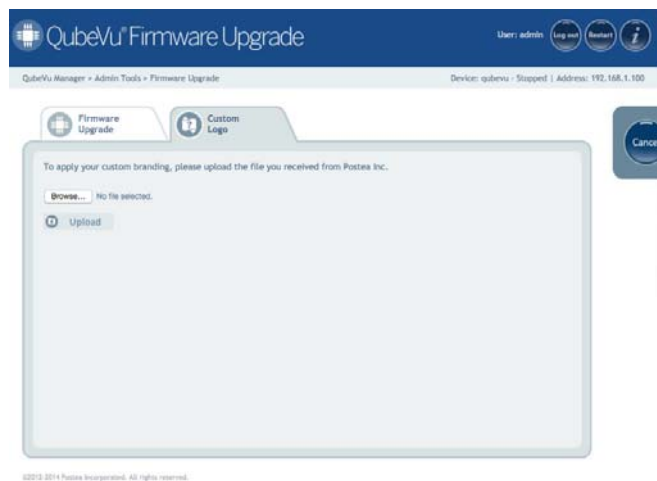 QubeVu® Firmware Upgrade
User: admin
Log out
Restart
i
QubeVu Manager » Admin Tools » Firmware Upgrade
Device: qubevu - Stopped | Address: 192.168.1.100
Firmware
Upgrade
Custom
Logo
Cance
To apply your custom branding, please upload the file you received from Postea Inc.
Browse... No file selected.
Upload
©2013-2014 Postea Incorporated. All rights reserved.